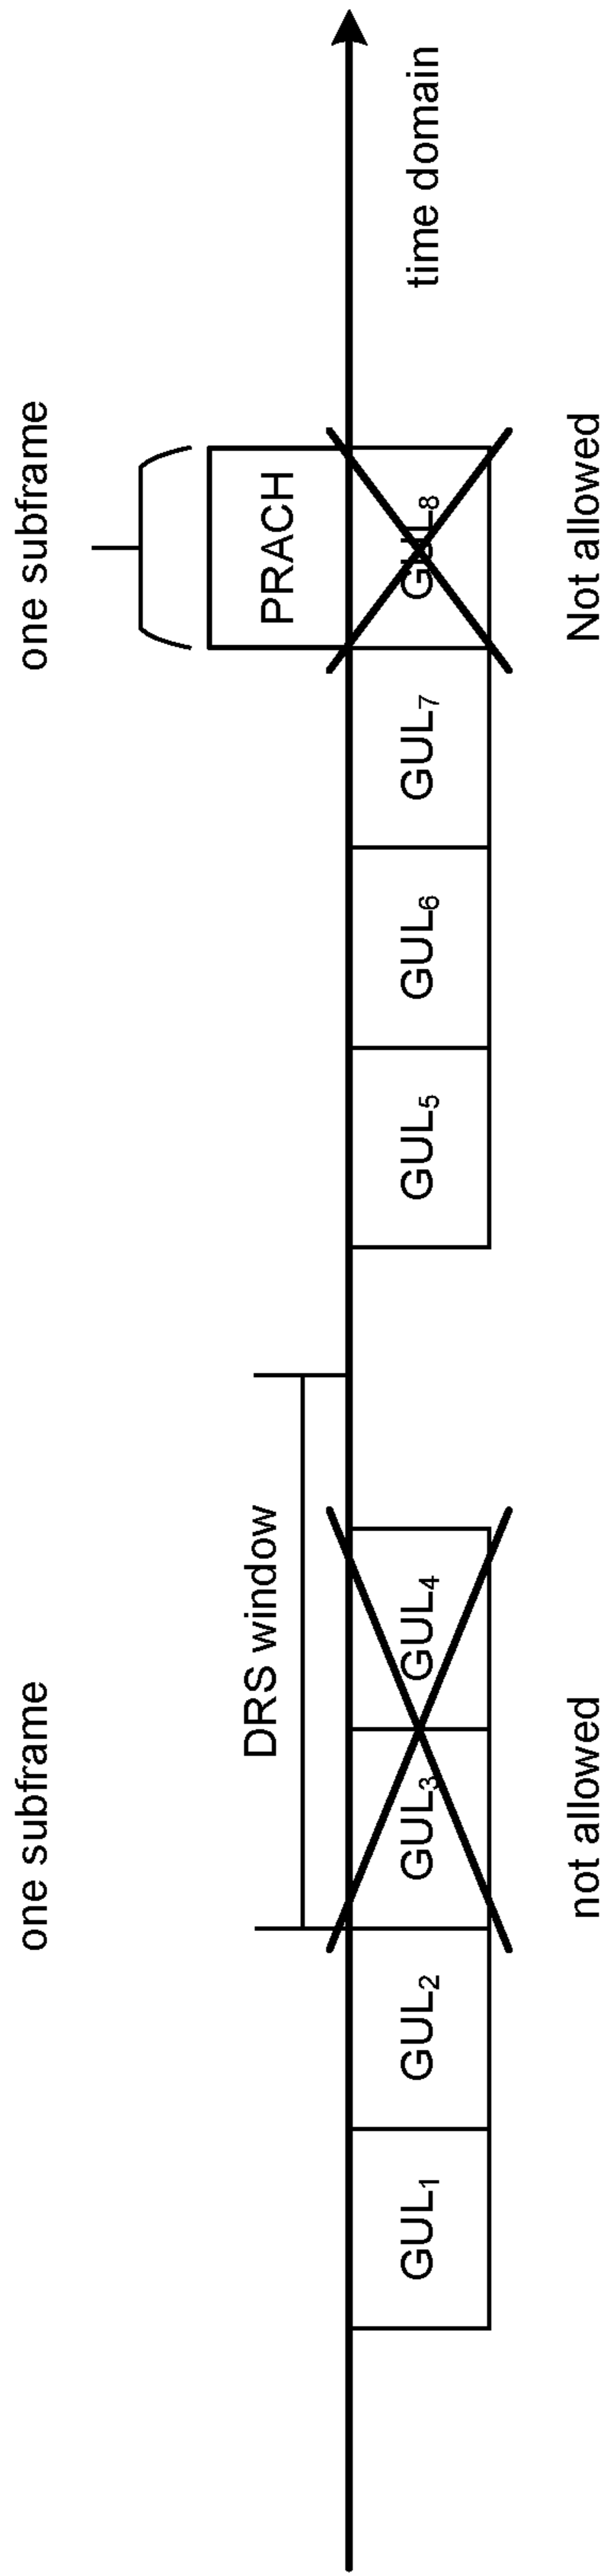 one subframe
one subframe
DRS window
PRACH
GUL1
GUL2
GUL3
GUL4
GUL5
GUL6
GUL7
GUL8
time domain
not allowed
Not allowed